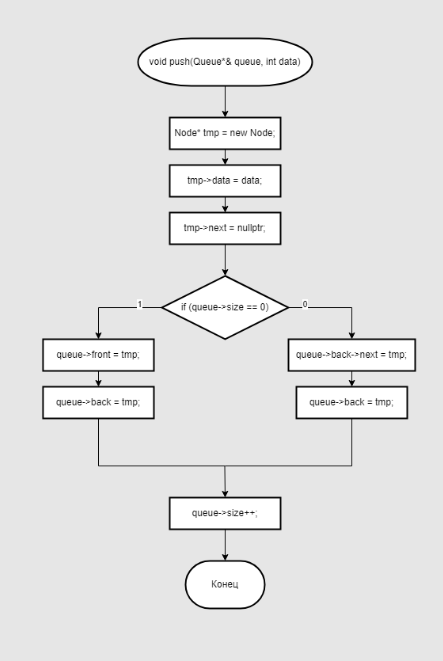 void push(Queue*& queue, int data)
Node* tmp = new Node;
tmp->data = data;
tmp->next = nullptr;
if (queue->size == 0)
1
0
queue->front = tmp;
queue->back->next = tmp;
queue->back = tmp;
queue->back = tmp;
queue->size++;
Конец